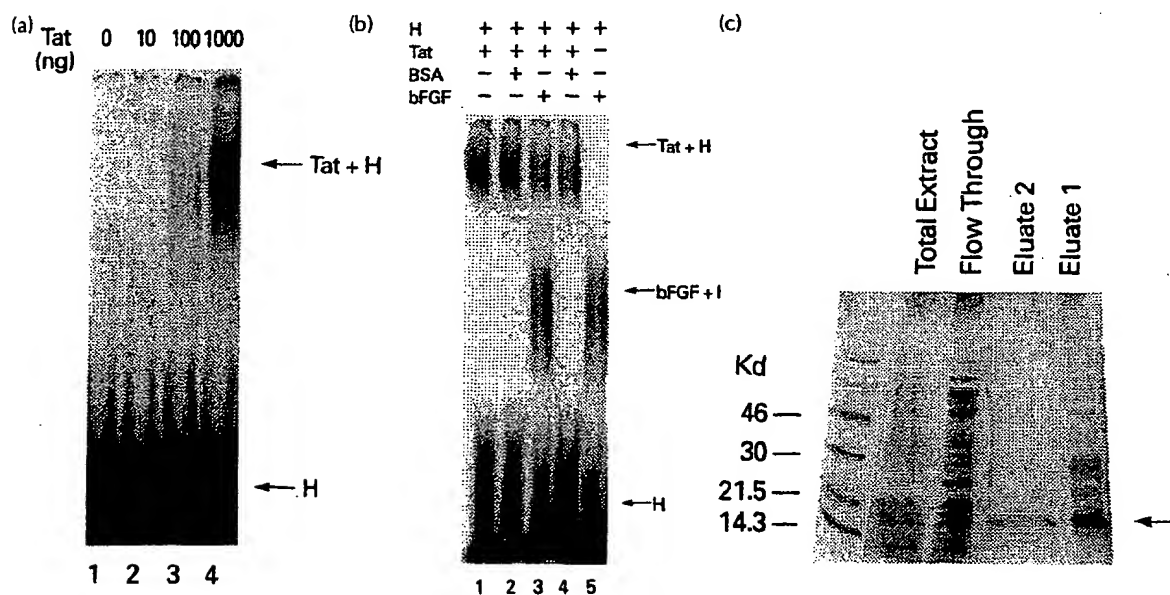 (a)
Tat 0 10 100 1000
(ng)
Tat + H
H
1 2 3 4
(b)
H + + + + +
Tat + + + + −
BSA − + − + −
bFGF − − + − +
Tat + H
bFGF + I
H
1 2 3 4 5
(c)
Total Extract
Flow Through
Eluate 2
Eluate 1
Kd
46
30
21.5
14.3